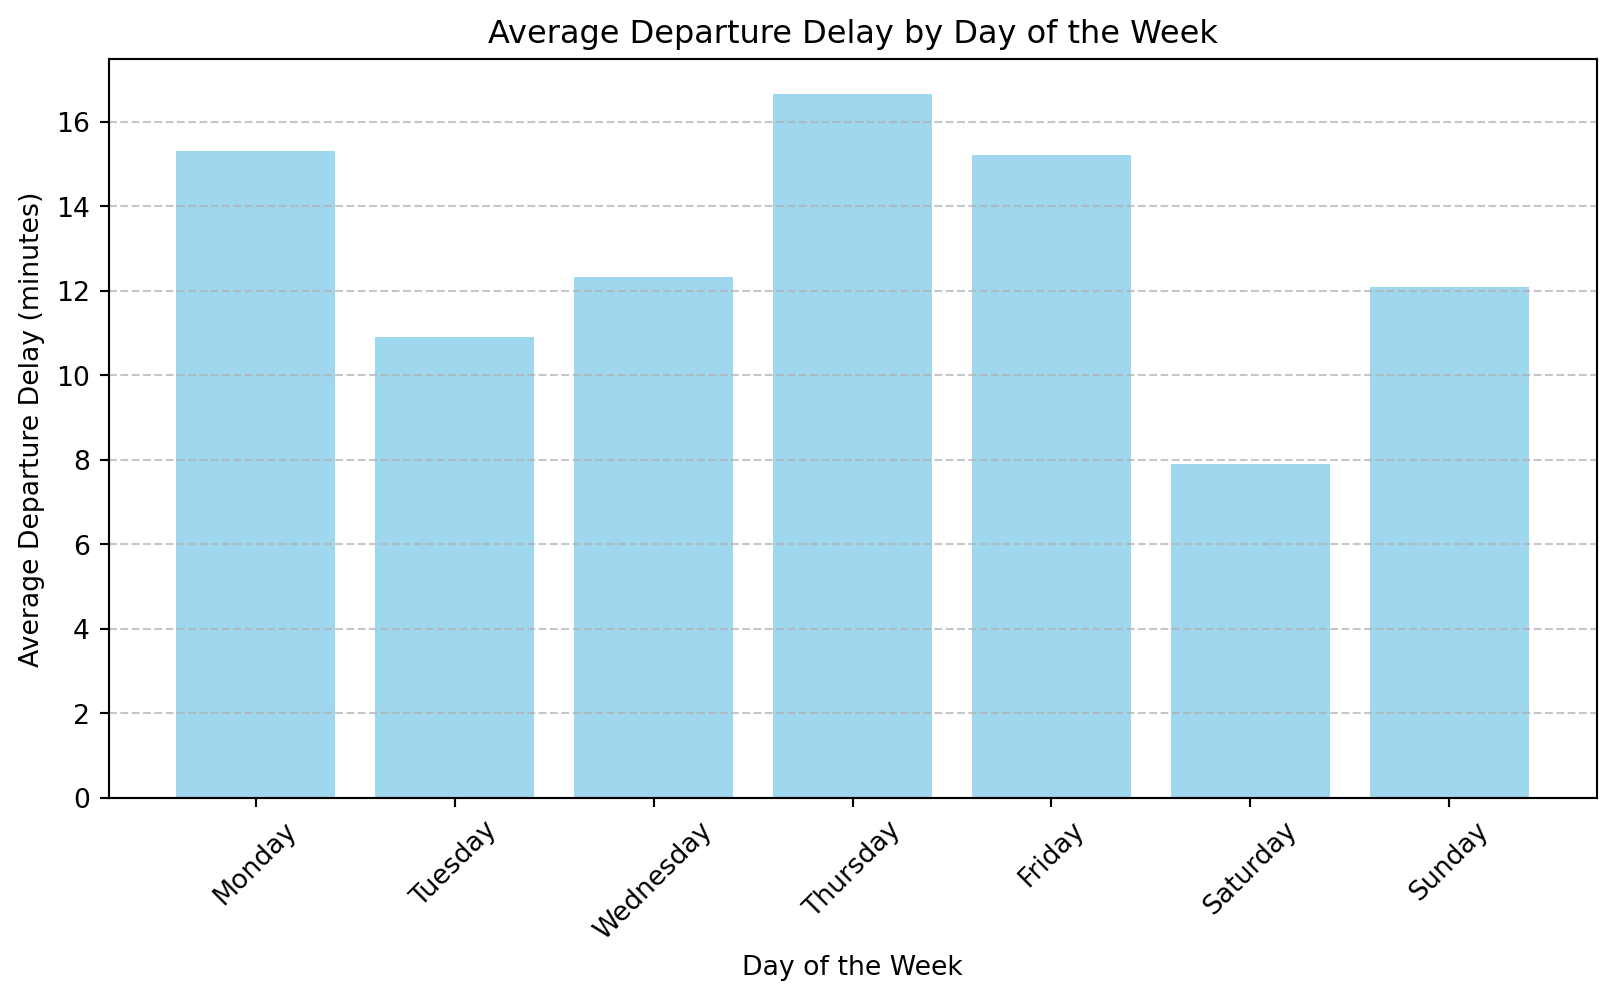 Average Departure Delay by Day of the Week
Average Departure Delay (minutes)
16
14
12
10
8
6
4
2
0
Monday
Tuesday
Wednesday
Thursday
Friday
Saturday
Sunday
Day of the Week